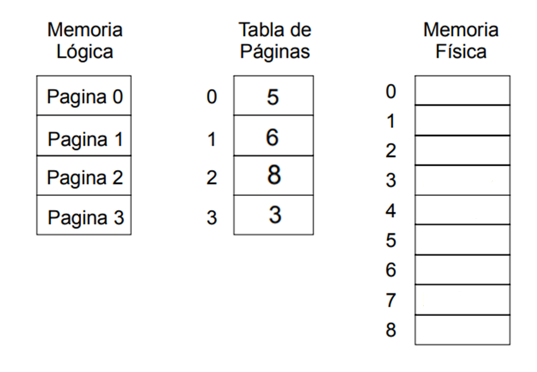 Memoria
Lógica
Pagina 0
Pagina 1
Pagina 2
Pagina 3
Tabla de
Páginas
0 5
1 6
2 8
3 3
Memoria
Física
0
1
2
3
4
5
6
7
8